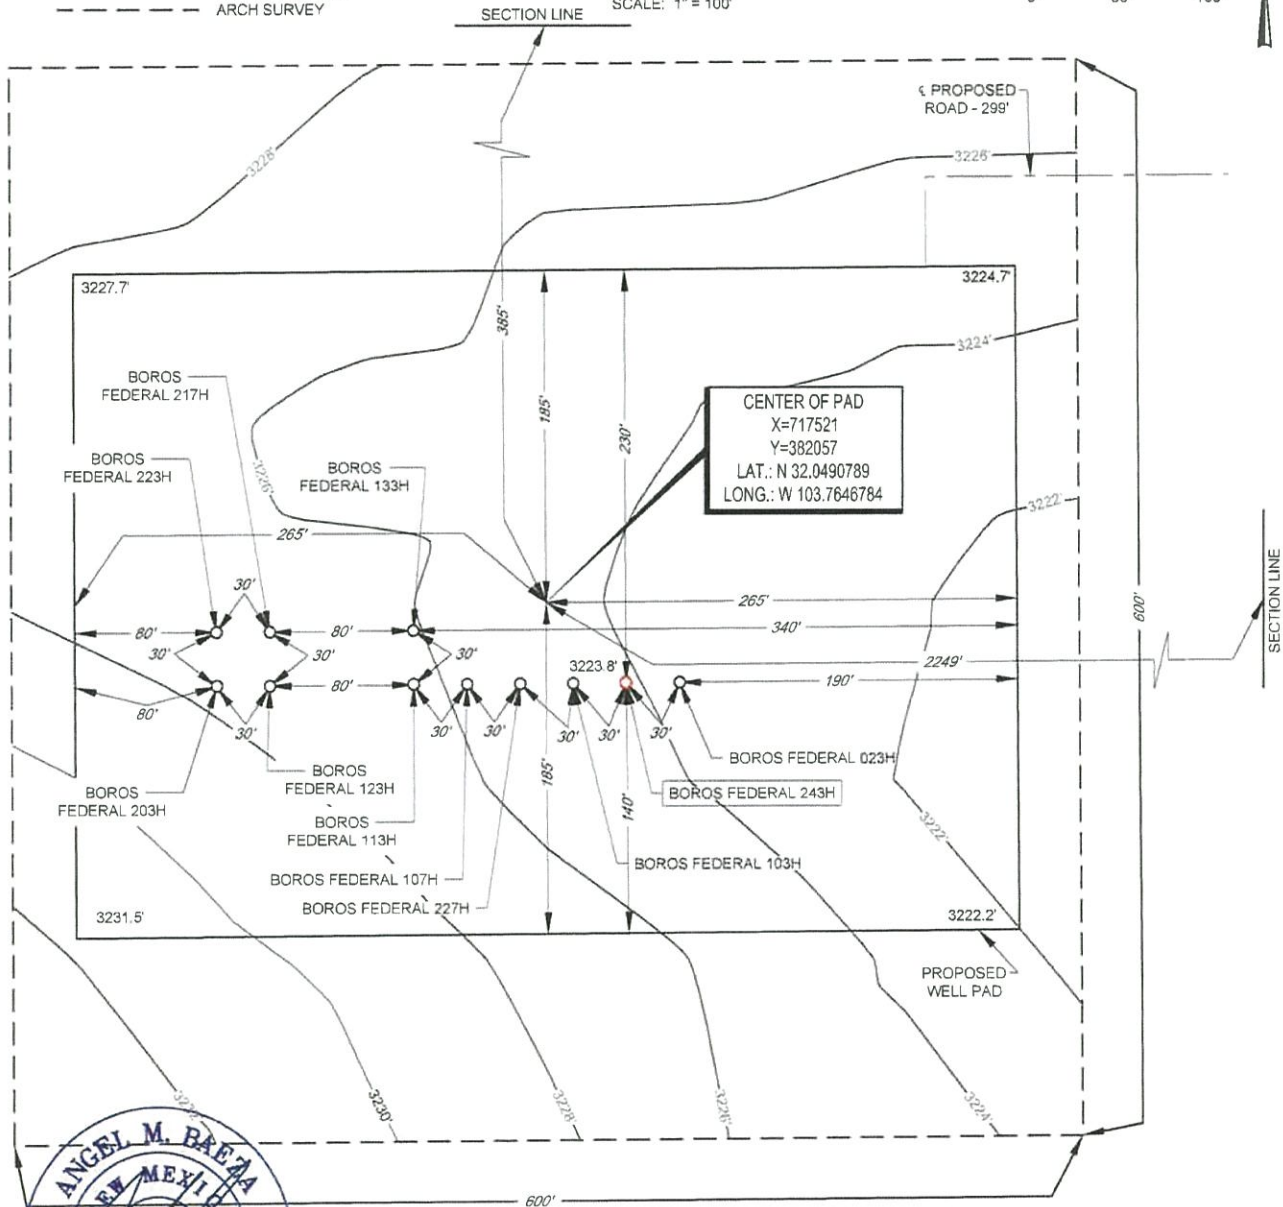 ARCH SURVEY
SECTION LINE
SCALE: 1" = 100'
℄ PROPOSED
ROAD - 299'
3228'
3226'
3227.7'
3224.7'
385'
185'
230'
3224'
BOROS
FEDERAL 217H
CENTER OF PAD
X=717521
Y=382057
LAT.: N 32.0490789
LONG.: W 103.7646784
BOROS
FEDERAL 223H
BOROS
FEDERAL 133H
3226'
3222'
265'
SECTION LINE
600'
30'
265'
80'
80'
340'
30'
30'
30'
3223.8'
2249'
80'
80'
190'
30'
30'
30'
30'
30'
30'
BOROS FEDERAL 023H
BOROS
FEDERAL 123H
185'
140'
BOROS FEDERAL 243H
BOROS
FEDERAL 203H
BOROS
FEDERAL 113H
3222'
BOROS FEDERAL 103H
BOROS FEDERAL 107H
BOROS FEDERAL 227H
3231.5'
3222.2'
PROPOSED
WELL PAD
3230'
3228'
3226'
3224'
ANGEL M. BAEZA
NEW MEXICO
600'